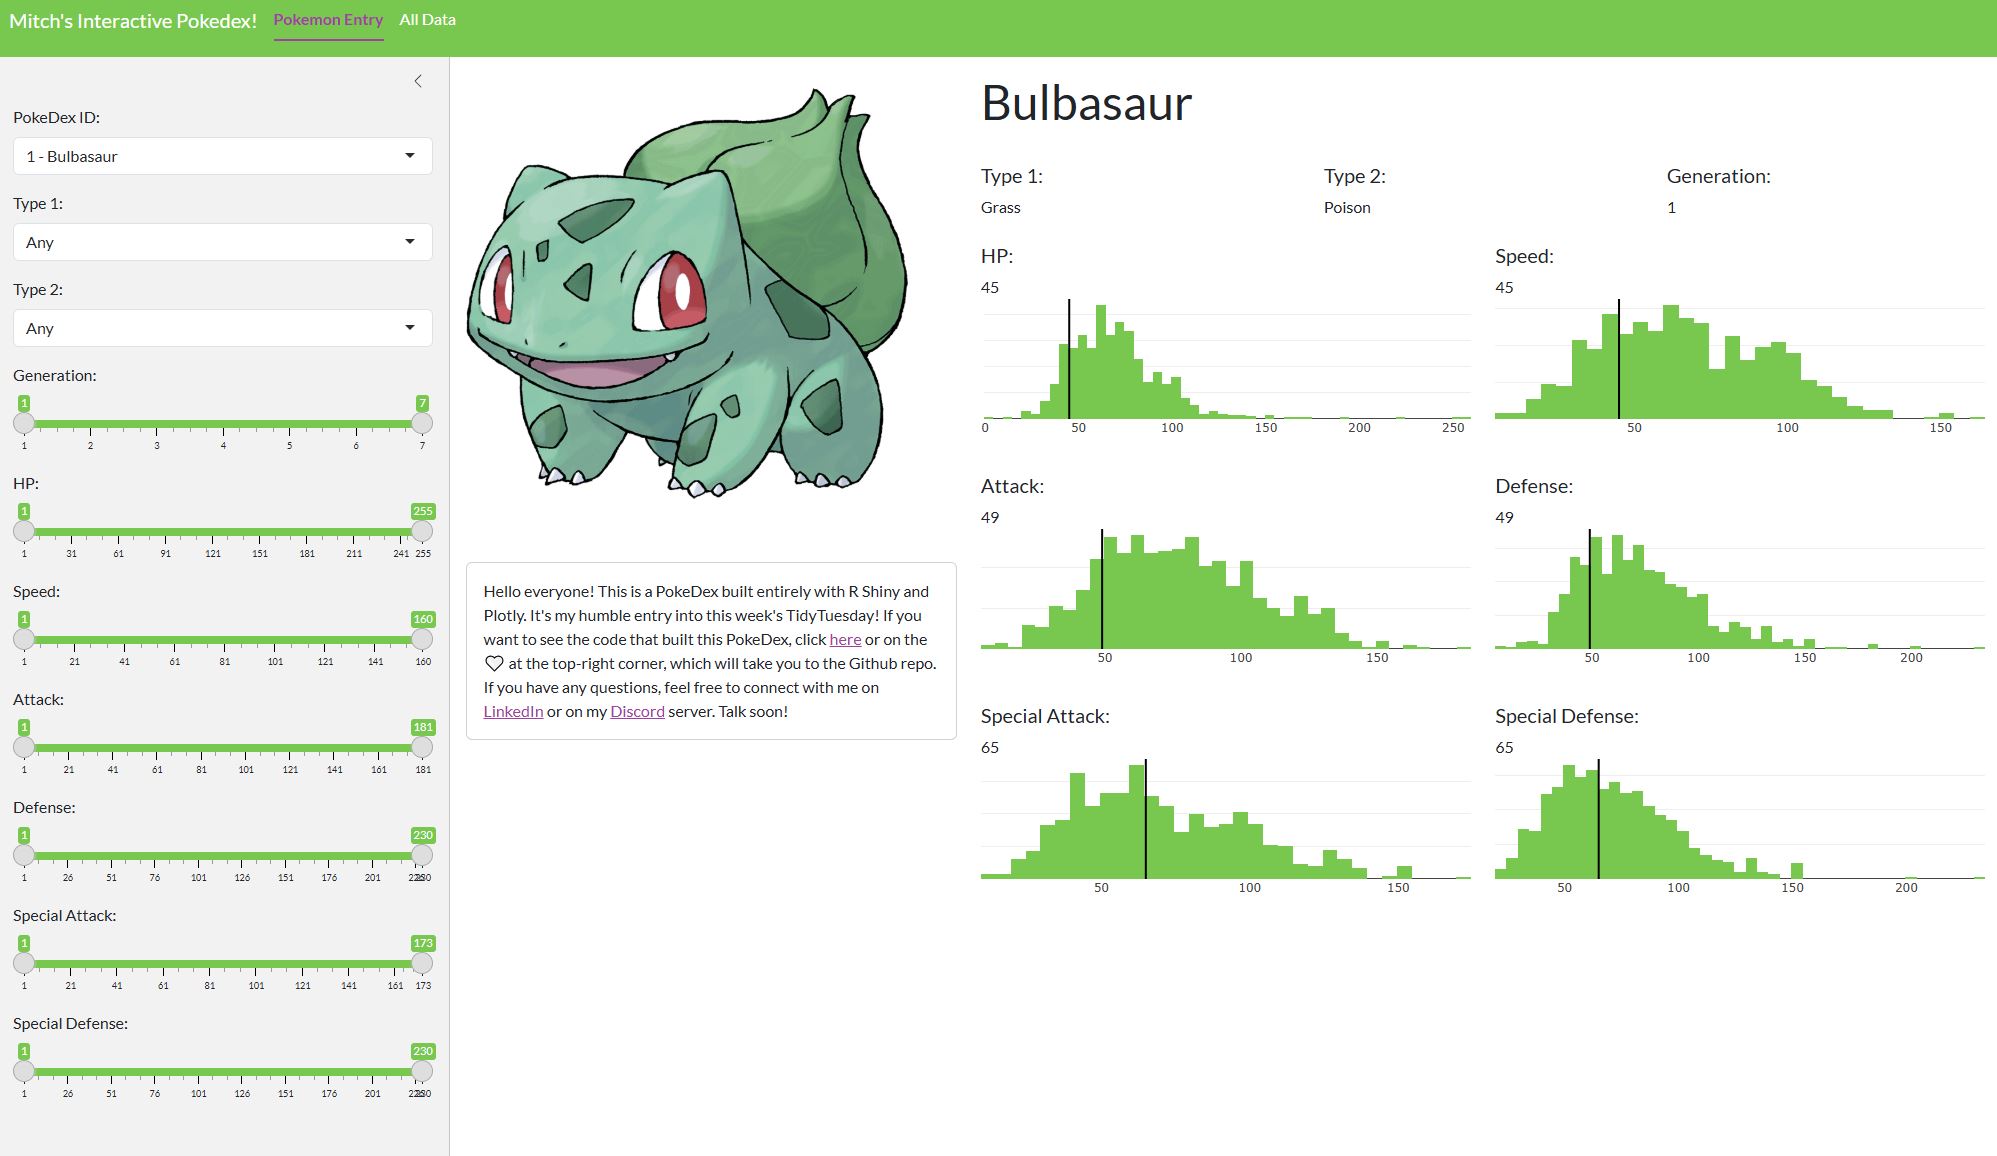 Mitch's Interactive Pokedex!
Pokemon Entry
All Data
PokeDex ID:
1 - Bulbasaur
Type 1:
Any
Type 2:
Any
Generation:
1 7
1 2 3 4 5 6 7
HP:
1 255
1 31 61 91 121 151 181 211 241 255
Speed:
1 160
1 21 41 61 81 101 121 141 160
Attack:
1 181
1 21 41 61 81 101 121 141 161 181
Defense:
1 230
1 26 51 76 101 126 151 176 201 226 230
Special Attack:
1 173
1 21 41 61 81 101 121 141 161 173
Special Defense:
1 230
1 26 51 76 101 126 151 176 201 226 230
Hello everyone! This is a PokeDex built entirely with R Shiny and
Plotly. It's my humble entry into this week's TidyTuesday! If you
want to see the code that built this PokeDex, click here or on the
at the top-right corner, which will take you to the Github repo.
If you have any questions, feel free to connect with me on
LinkedIn or on my Discord server. Talk soon!
Bulbasaur
Type 1:
Grass
Type 2:
Poison
Generation:
1
HP:
45
0 50 100 150 200 250
Speed:
45
50 100 150
Attack:
49
50 100 150
Defense:
49
50 100 150 200
Special Attack:
65
50 100 150
Special Defense:
65
50 100 150 200